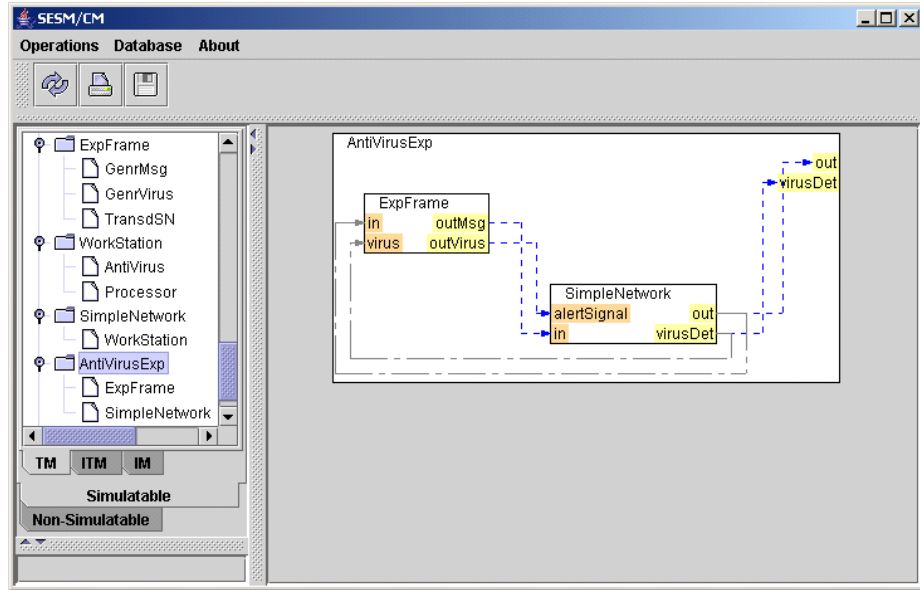 SESM/CM
Operations Database About
ExpFrame
GenrMsg
GenrVirus
TransdSN
WorkStation
AntiVirus
Processor
SimpleNetwork
WorkStation
AntiVirusExp
ExpFrame
SimpleNetwork
TM ITM IM
Simulatable
Non-Simulatable
AntiVirusExp
out
virusDet
ExpFrame
in outMsg
virus outVirus
SimpleNetwork
alertSignal out
in virusDet